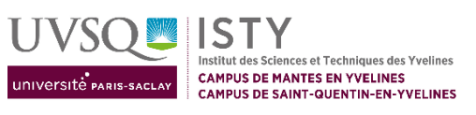 UVSQ
université PARIS-SACLAY
ISTY
Institut des Sciences et Techniques des Yvelines
CAMPUS DE MANTES EN YVELINES
CAMPUS DE SAINT-QUENTIN-EN-YVELINES